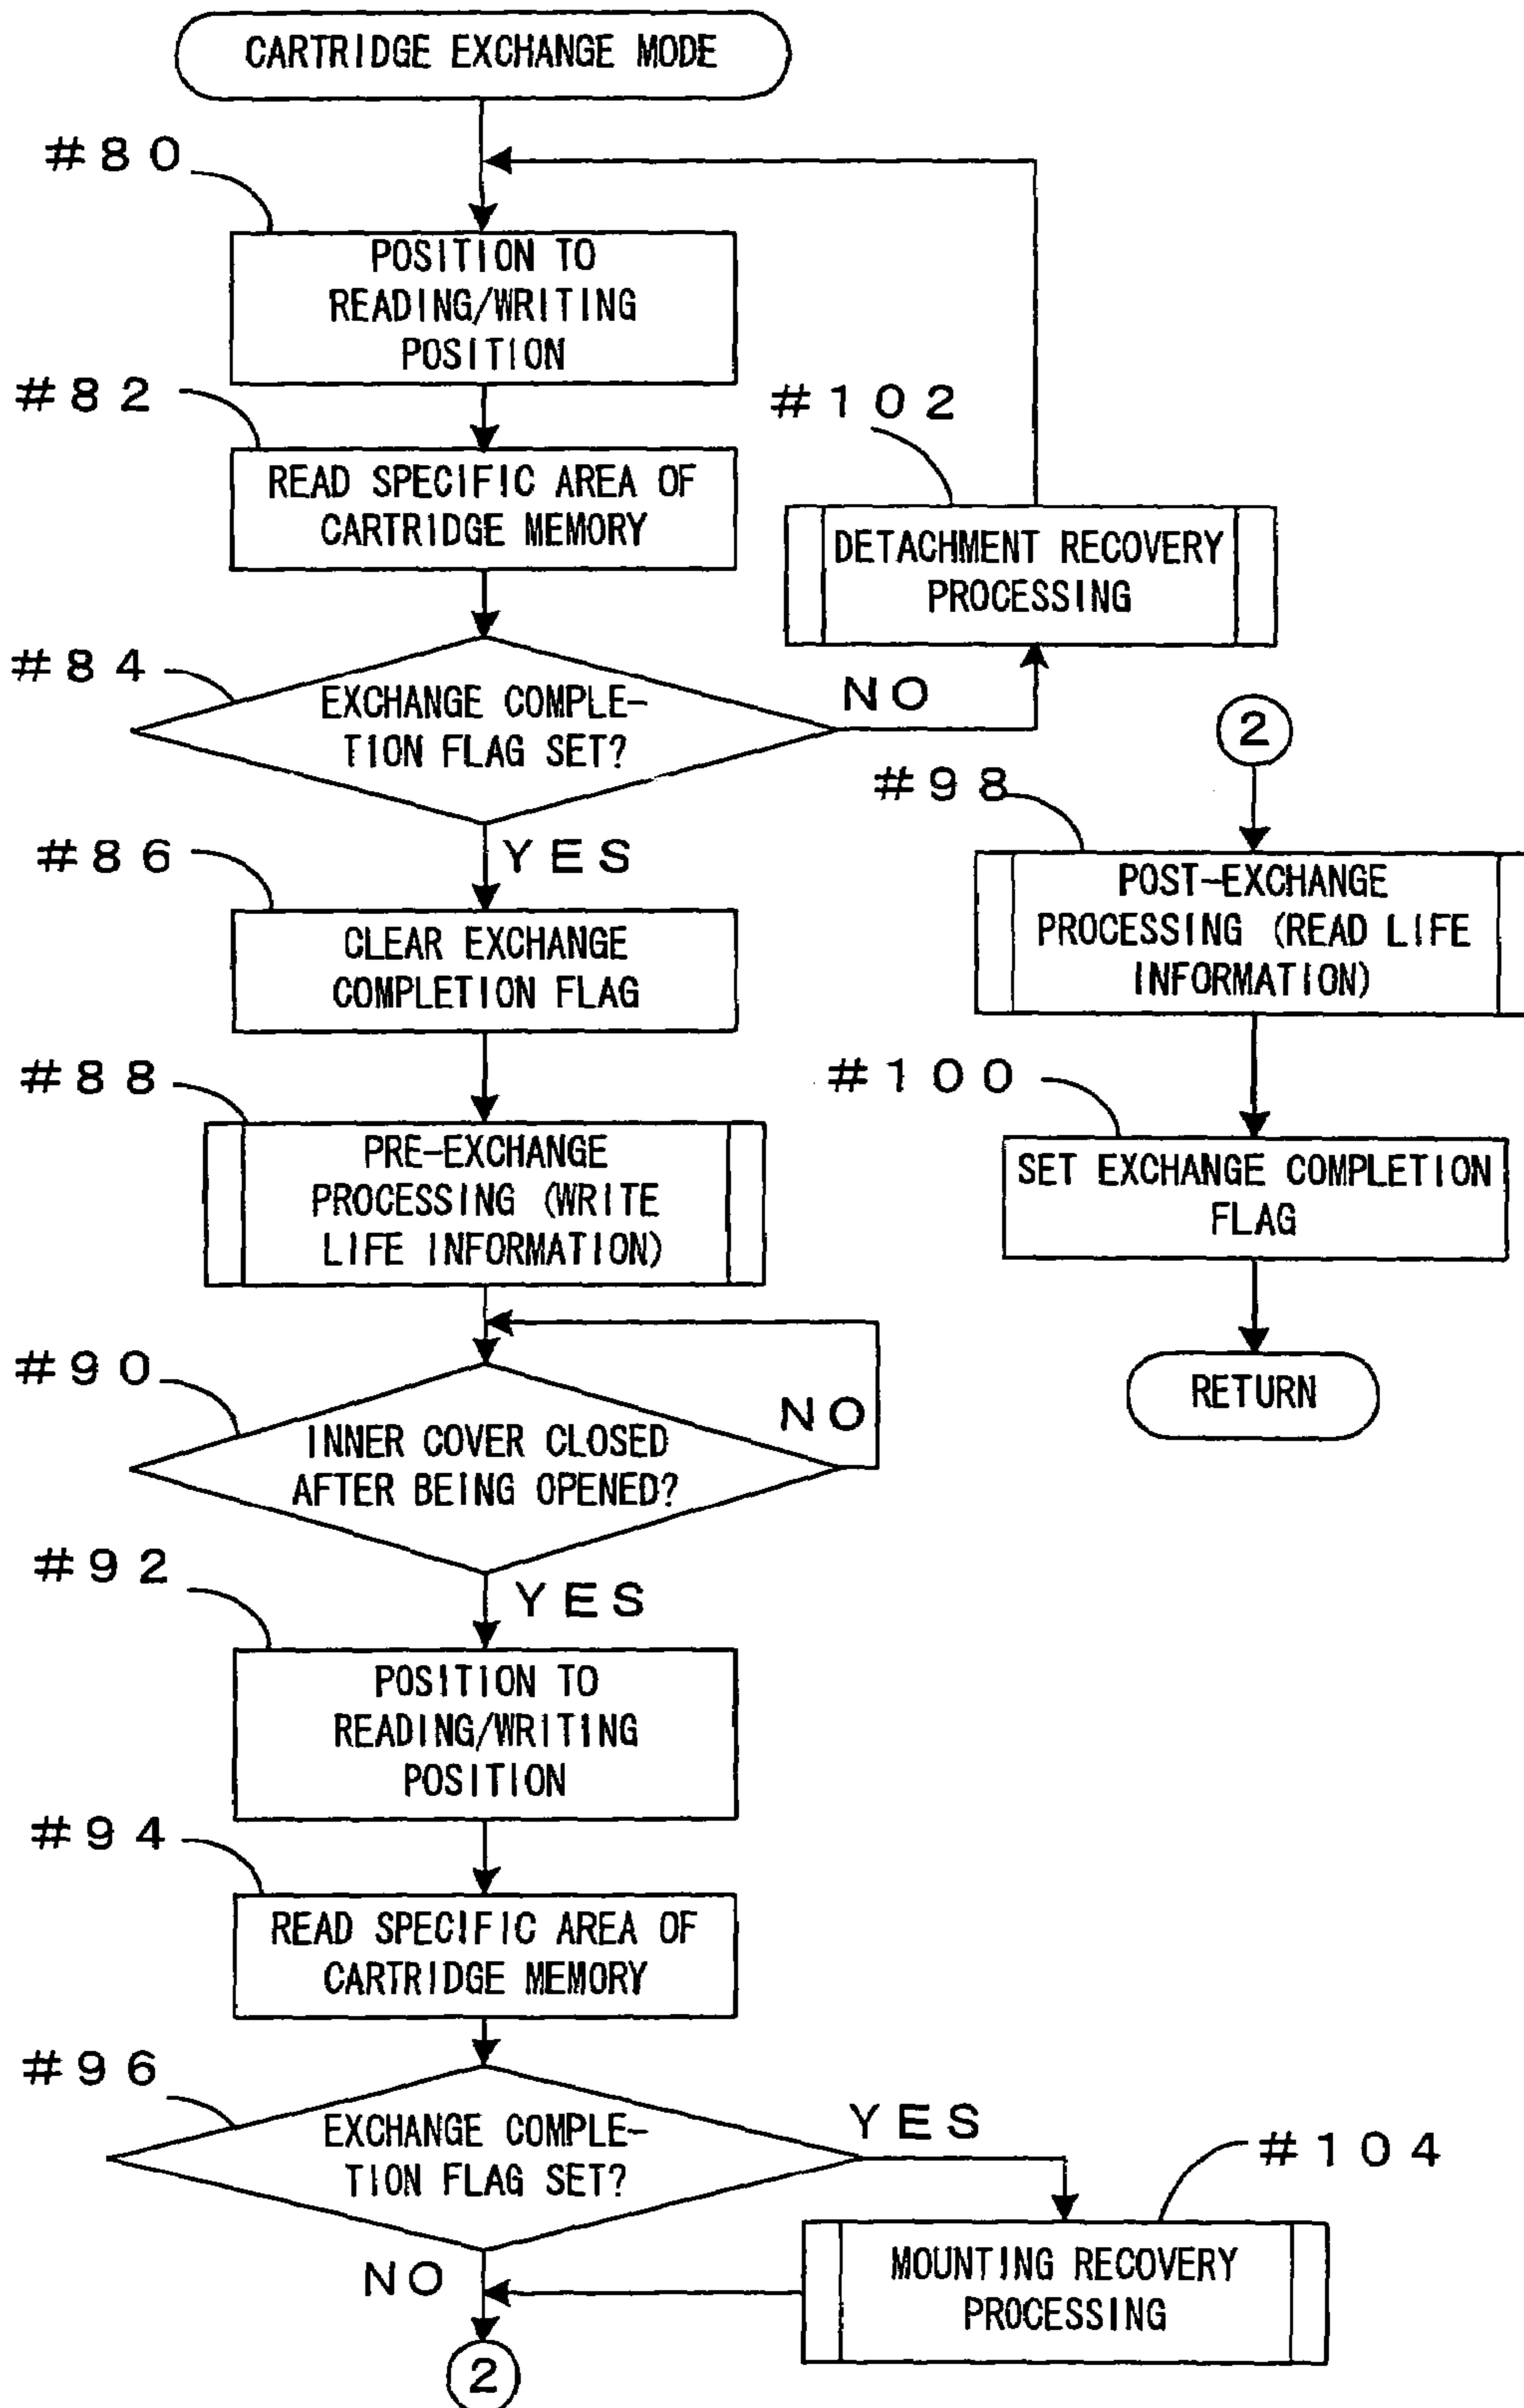 CARTRIDGE EXCHANGE MODE
#80
POSITION TO
READING/WRITING
POSITION
#82
READ SPECIFIC AREA OF
CARTRIDGE MEMORY
#102
DETACHMENT RECOVERY
PROCESSING
#84
EXCHANGE COMPLE-
TION FLAG SET?
NO
YES
#86
CLEAR EXCHANGE
COMPLETION FLAG
#88
PRE-EXCHANGE
PROCESSING (WRITE
LIFE INFORMATION)
#90
INNER COVER CLOSED
AFTER BEING OPENED?
NO
YES
#92
POSITION TO
READING/WRITING
POSITION
#94
READ SPECIFIC AREA OF
CARTRIDGE MEMORY
#96
EXCHANGE COMPLE-
TION FLAG SET?
YES
#104
MOUNTING RECOVERY
PROCESSING
NO
2
2
#98
POST-EXCHANGE
PROCESSING (READ LIFE
INFORMATION)
#100
SET EXCHANGE COMPLETION
FLAG
RETURN